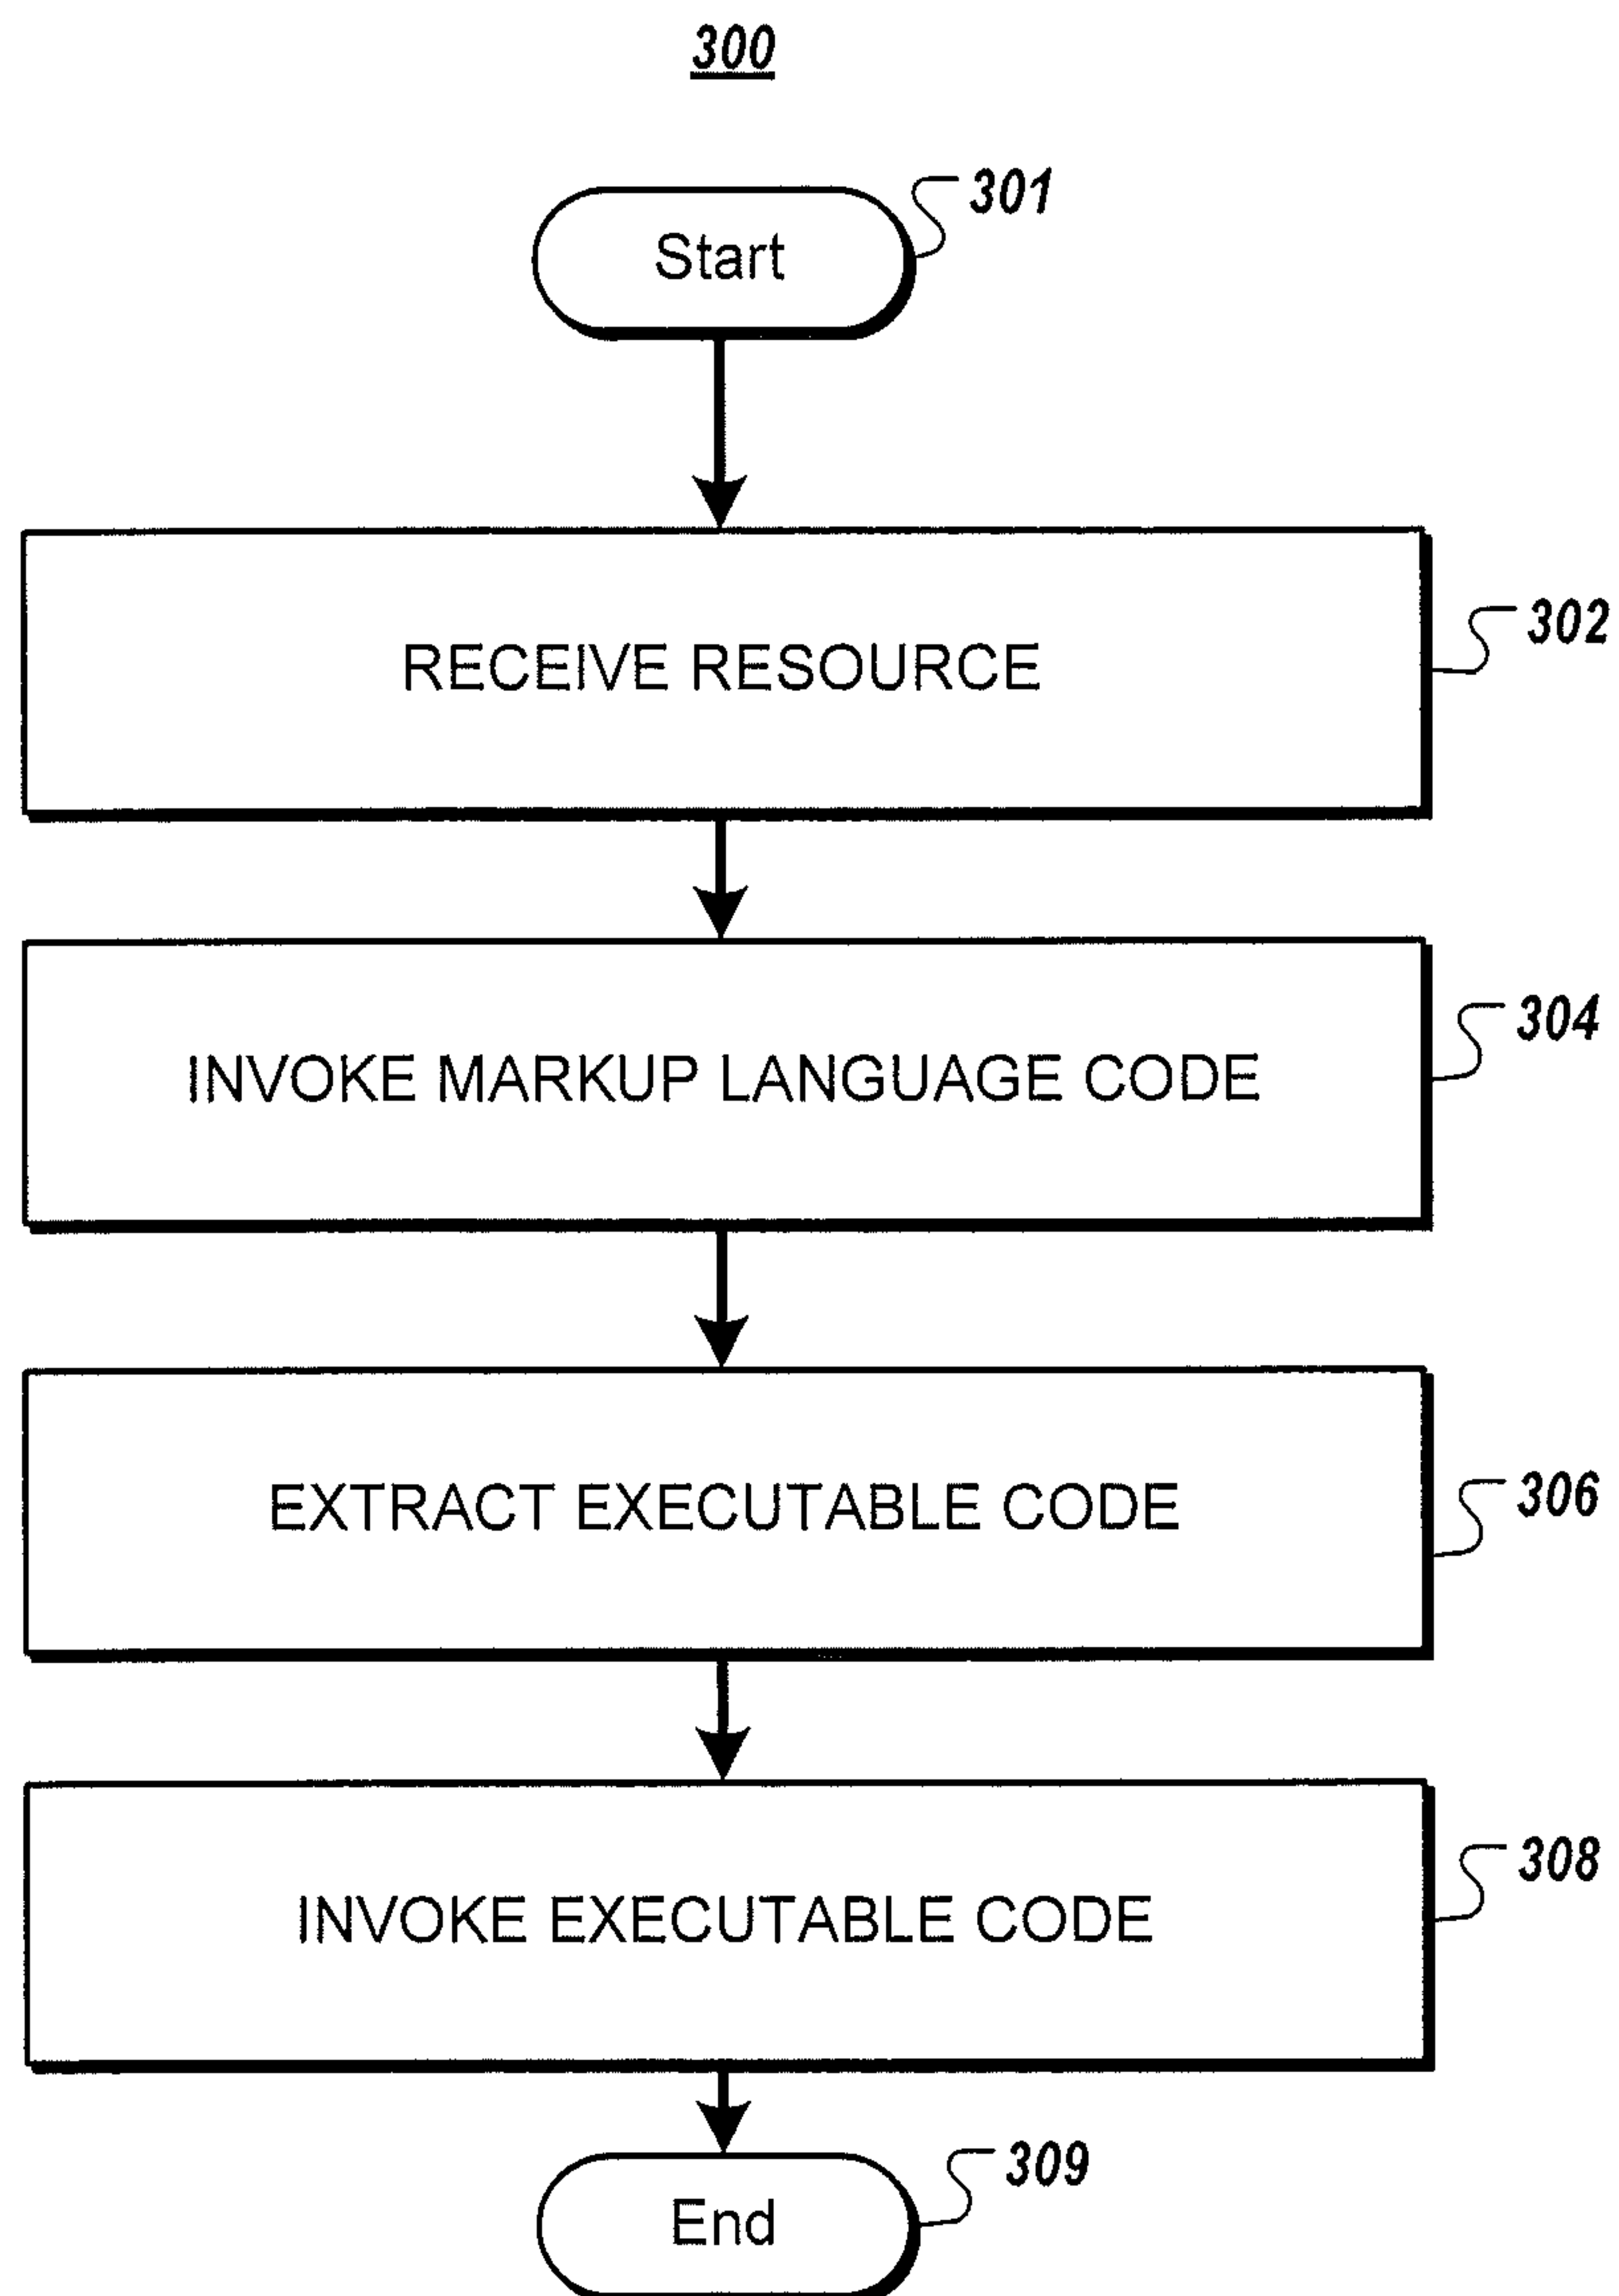 300
Start
301
RECEIVE RESOURCE
302
INVOKE MARKUP LANGUAGE CODE
304
EXTRACT EXECUTABLE CODE
306
INVOKE EXECUTABLE CODE
308
End
309